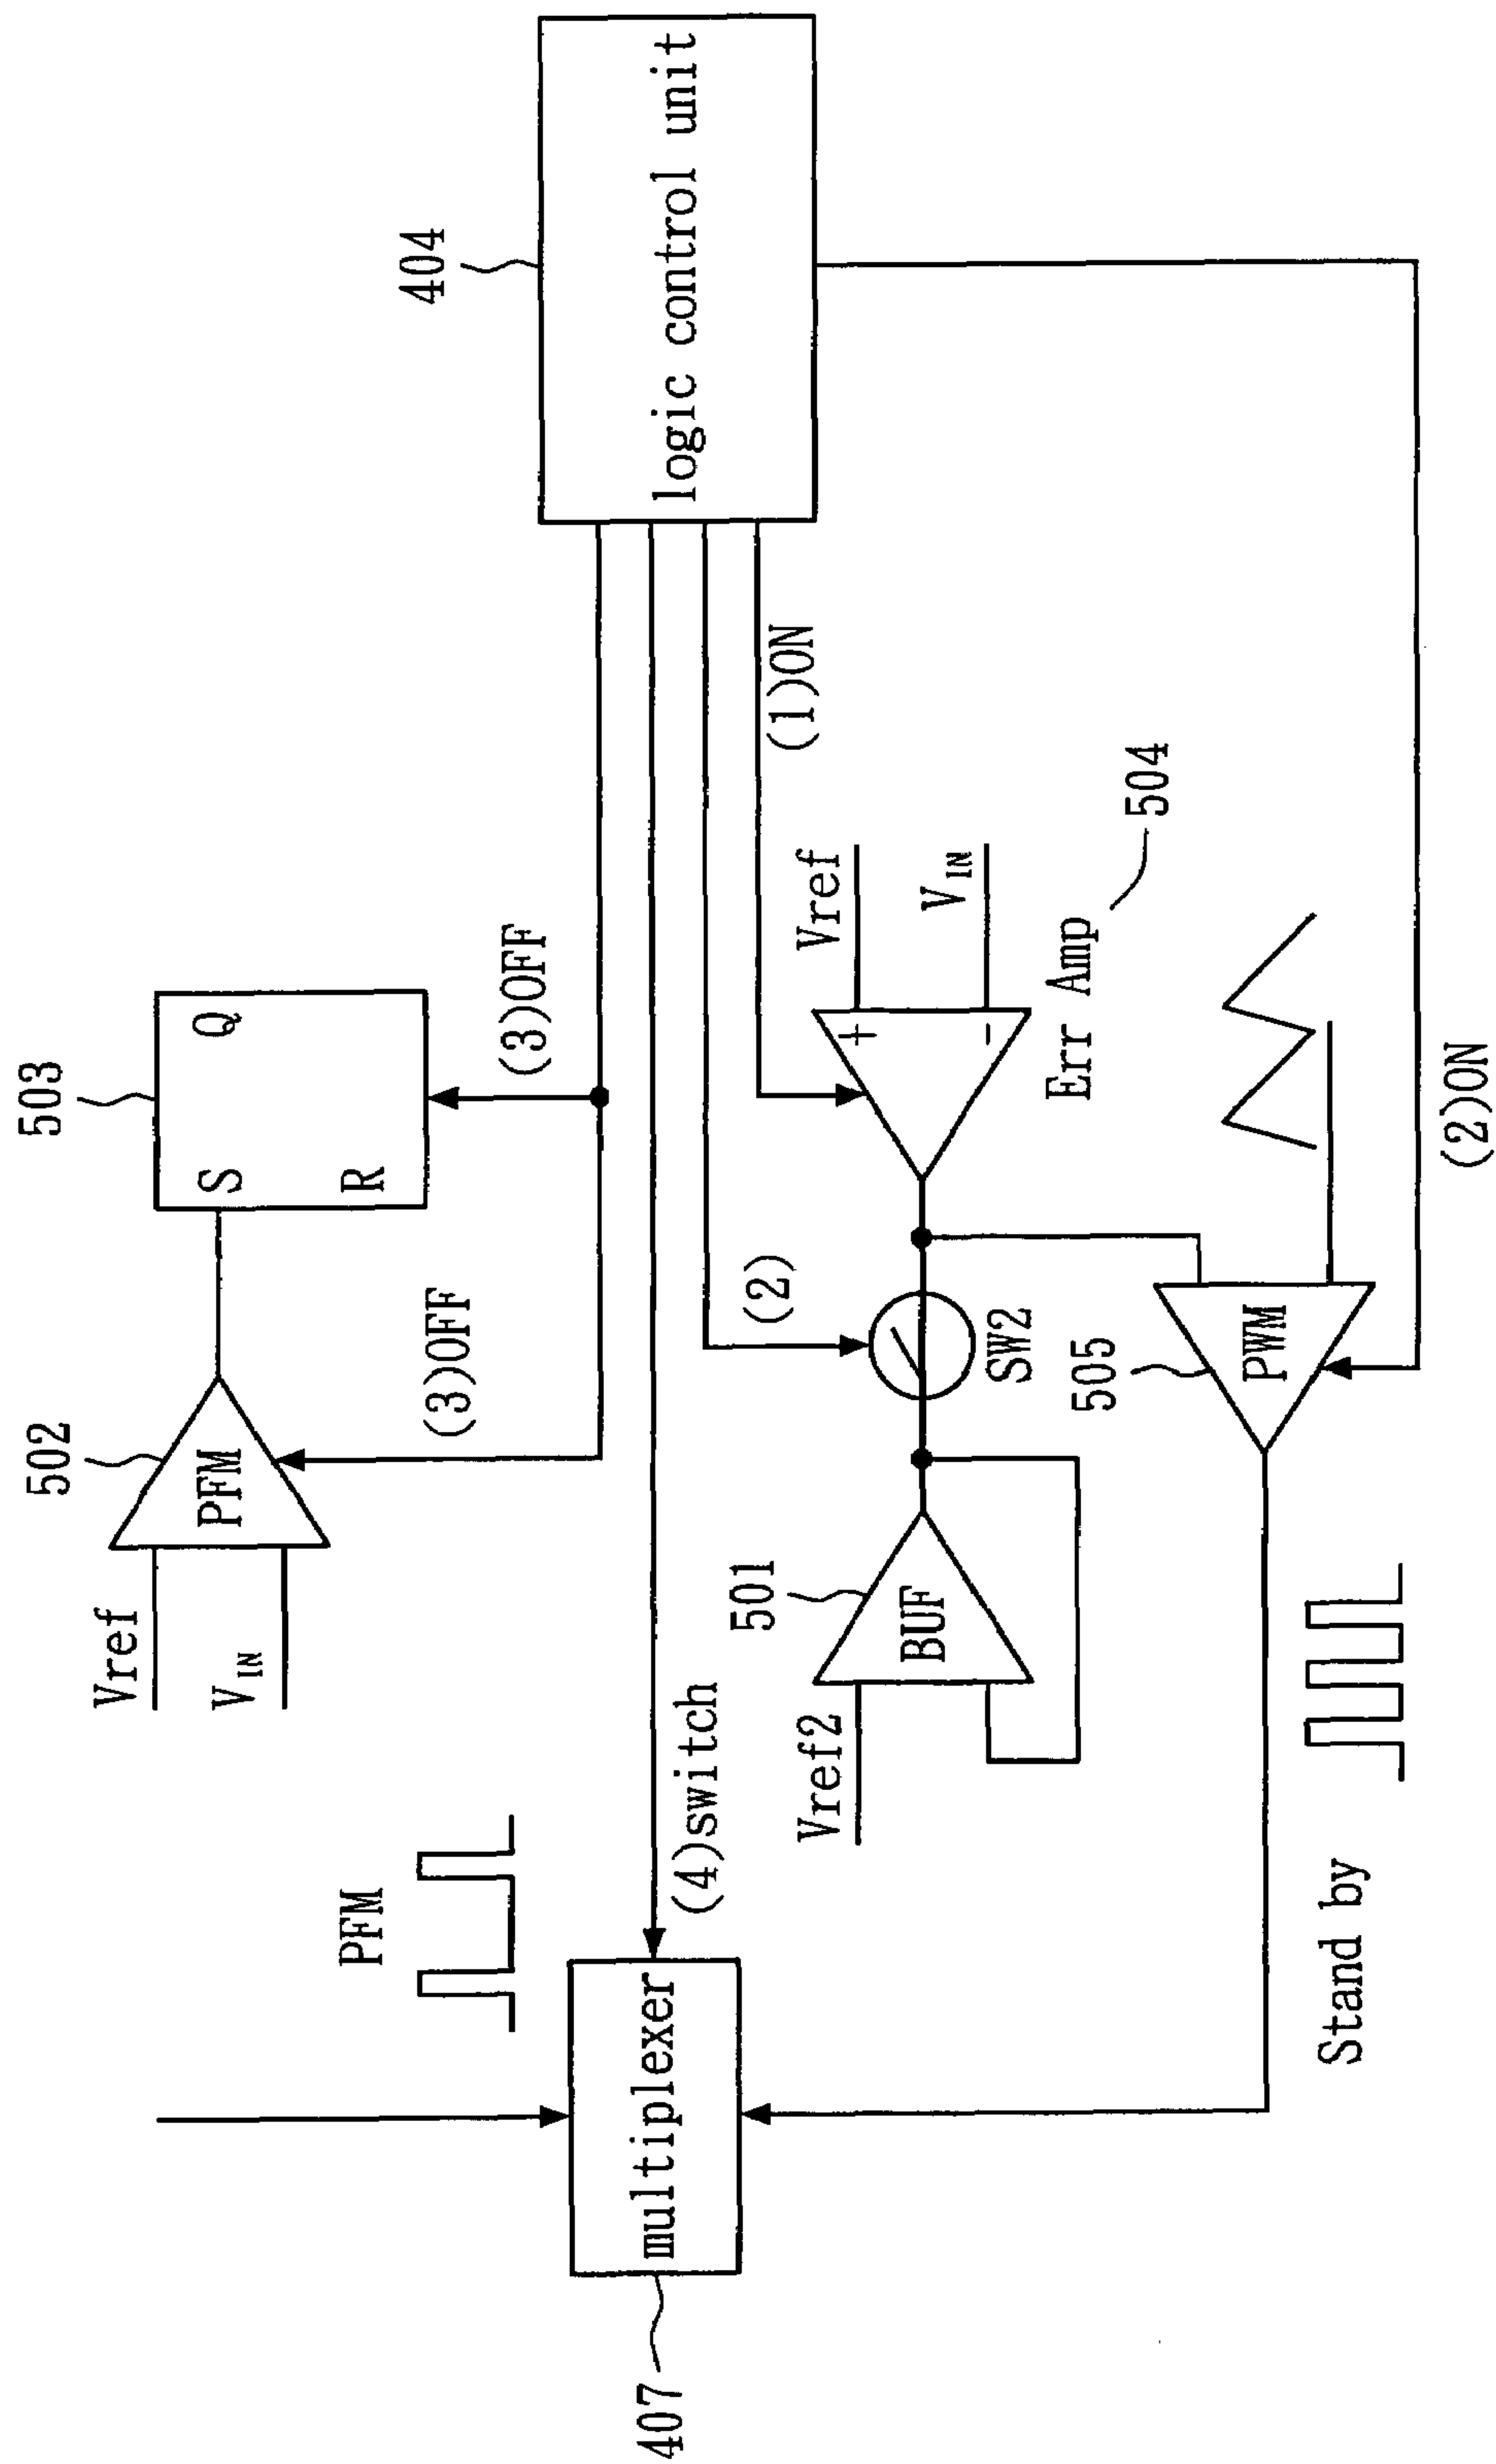 404
logic control unit
503
S
Q
R
(3)OFF
502
PFM
Vref
VIN
(3)OFF
PFM
(4)switch
multiplexer
407
(1)ON
Vref
VIN
+
-
Err Amp
504
(2)
SW2
501
BUF
Vref2
505
PWM
(2)ON
Stand by